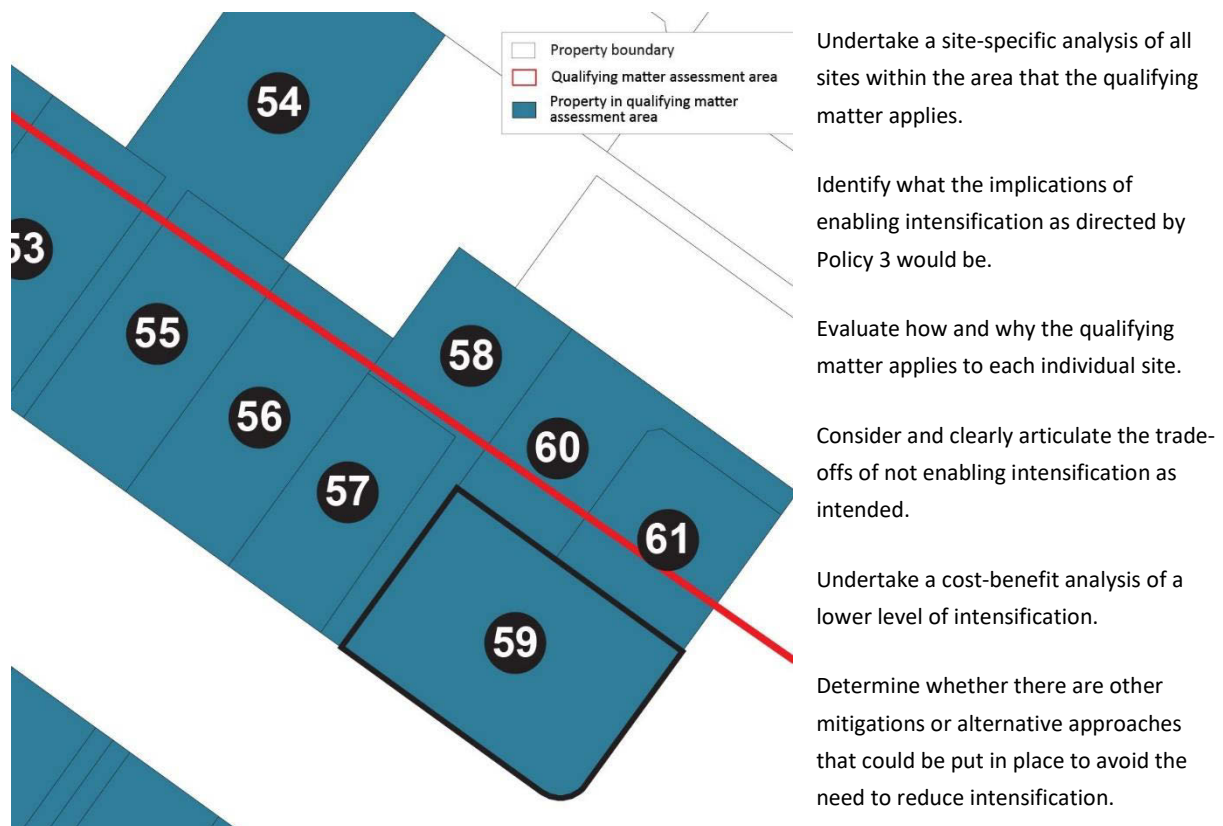 54
Property boundary
Qualifying matter assessment area
Property in qualifying matter
assessment area
53
55
58
56
60
57
61
59
Undertake a site-specific analysis of all
sites within the area that the qualifying
matter applies.
Identify what the implications of
enabling intensification as directed by
Policy 3 would be.
Evaluate how and why the qualifying
matter applies to each individual site.
Consider and clearly articulate the trade-
offs of not enabling intensification as
intended.
Undertake a cost-benefit analysis of a
lower level of intensification.
Determine whether there are other
mitigations or alternative approaches
that could be put in place to avoid the
need to reduce intensification.